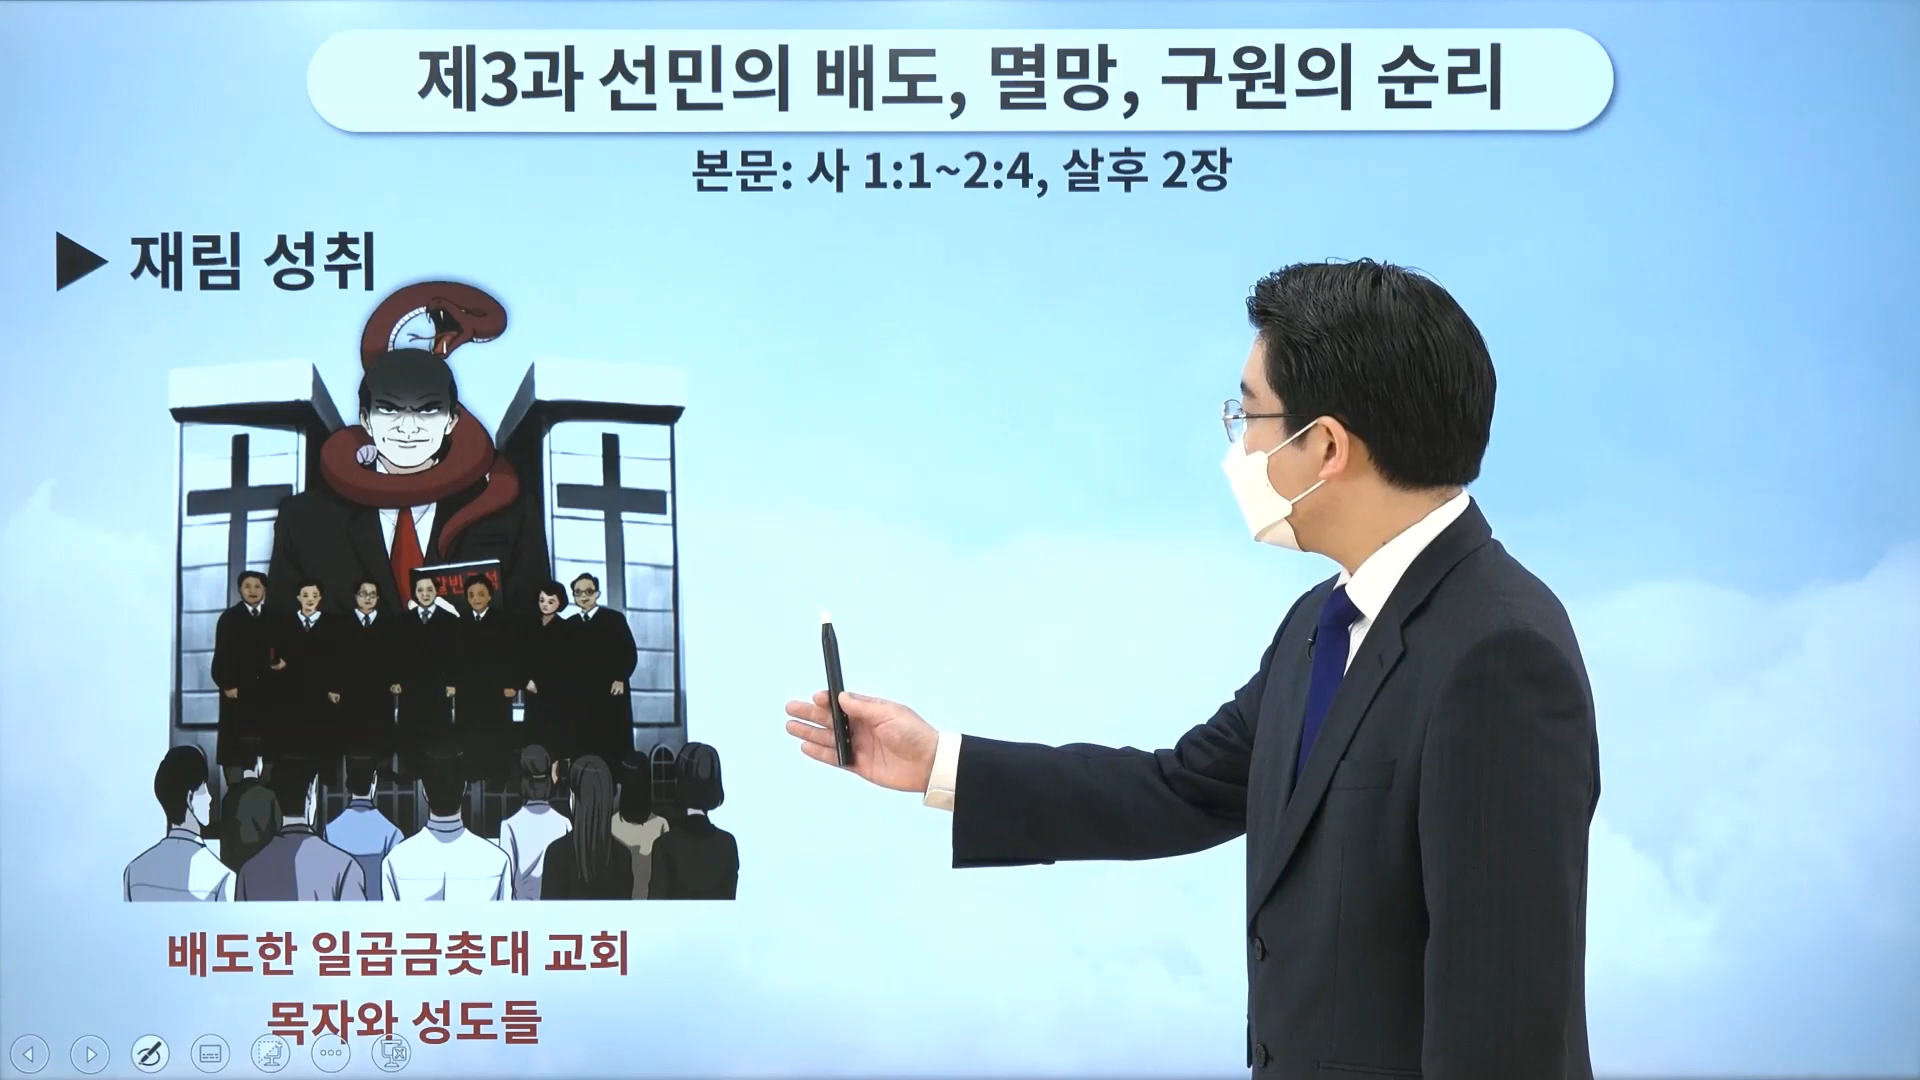 제3과 선민의 배도, 멸망, 구원의 순리
본문: 사 1:1~2:4, 살후 2장
▶ 재림 성취
배도한 일곱금촛대 교회
목자와 성도들